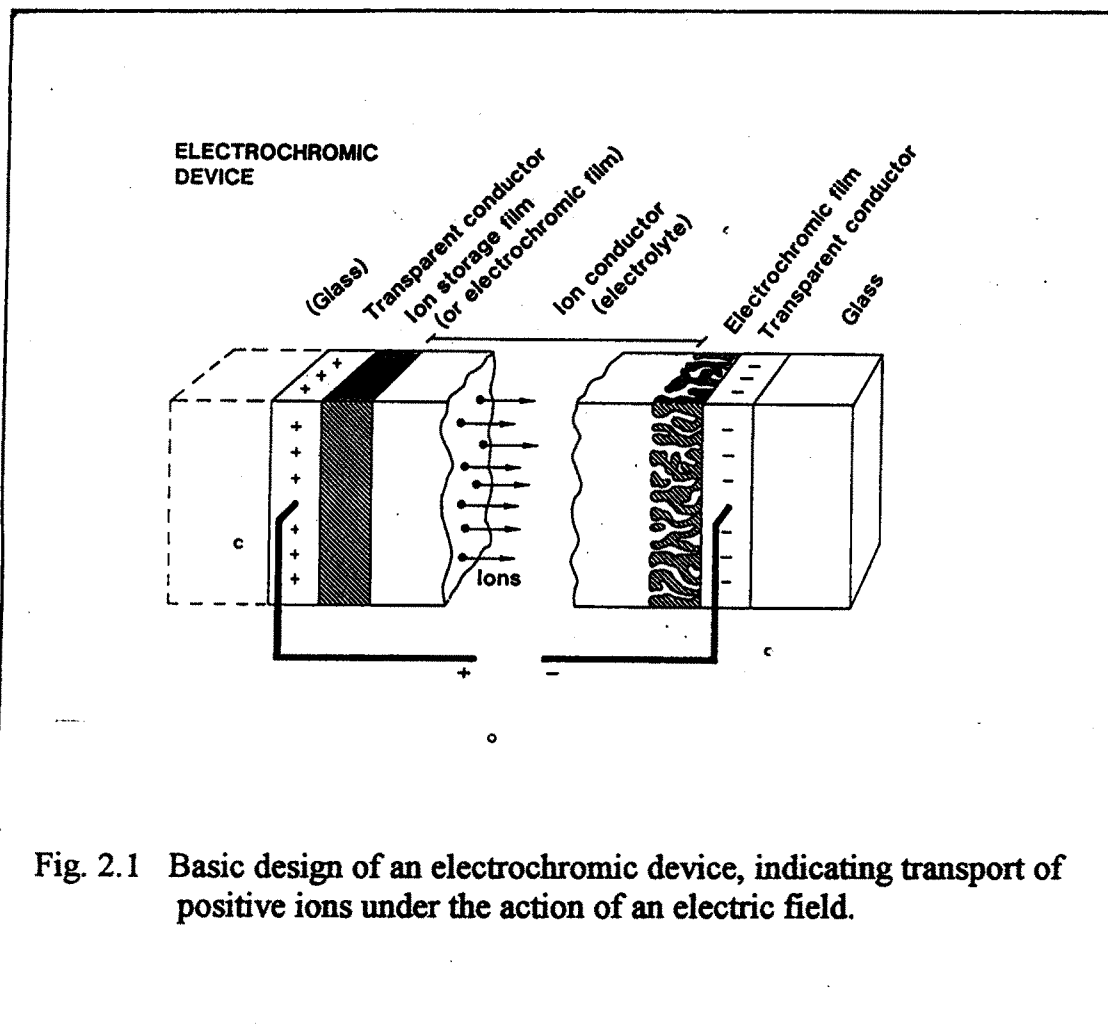 ELECTROCHROMIC
DEVICE
(Glass)
Transparent conductor
Ion storage film
(or electrochromic film)
Ion conductor
(electrolyte)
Electrochromic film
Transparent conductor
Glass
+ + +
- - -
+
+
+
+
+
+
-
-
-
-
-
-
Ions
+ -
Fig. 2.1 Basic design of an electrochromic device, indicating transport of
positive ions under the action of an electric field.